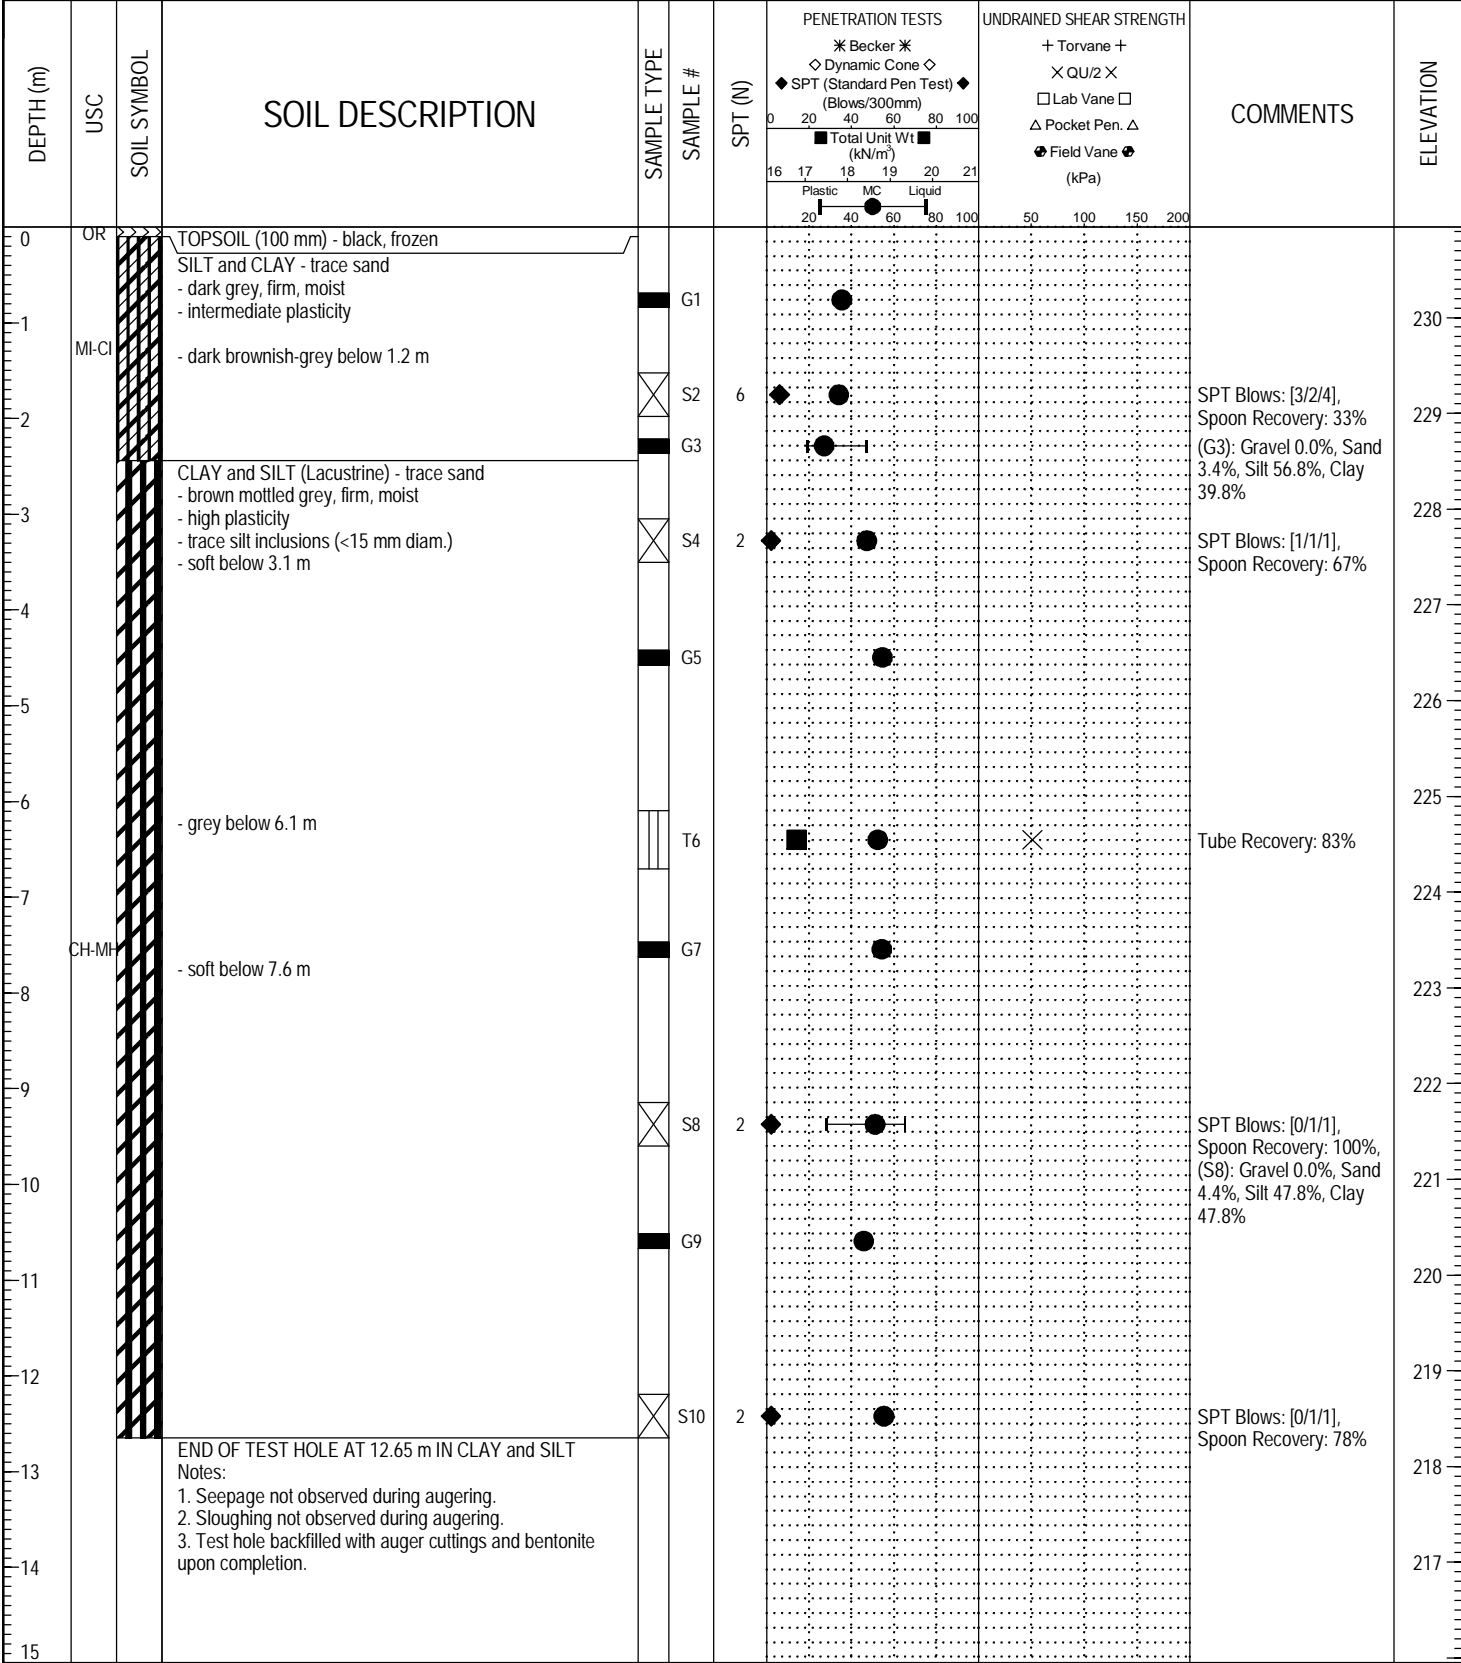 DEPTH (m)
USC
SOIL SYMBOL
SOIL DESCRIPTION
SAMPLE TYPE
SAMPLE #
SPT (N)
PENETRATION TESTS
Becker
Dynamic Cone
SPT (Standard Pen Test)
(Blows/300mm)
0 20 40 60 80 100
Total Unit Wt
(kN/m³)
16 17 18 19 20 21
Plastic MC Liquid
20 40 60 80 100
UNDRAINED SHEAR STRENGTH
+ Torvane +
× QU/2 ×
□ Lab Vane □
△ Pocket Pen. △
Field Vane
(kPa)
50 100 150 200
COMMENTS
ELEVATION
0
OR
TOPSOIL (100 mm) - black, frozen
SILT and CLAY - trace sand
- dark grey, firm, moist
G1
- intermediate plasticity
1
230
MI-CI
- dark brownish-grey below 1.2 m
S2
6
SPT Blows: [3/2/4],
Spoon Recovery: 33%
2
229
G3
(G3): Gravel 0.0%, Sand
3.4%, Silt 56.8%, Clay
39.8%
CLAY and SILT (Lacustrine) - trace sand
- brown mottled grey, firm, moist
3
- high plasticity
228
- trace silt inclusions (<15 mm diam.)
S4
2
SPT Blows: [1/1/1],
Spoon Recovery: 67%
- soft below 3.1 m
4
227
G5
5
226
6
225
- grey below 6.1 m
T6
Tube Recovery: 83%
7
224
CH-MH
G7
- soft below 7.6 m
8
223
9
222
S8
2
SPT Blows: [0/1/1],
Spoon Recovery: 100%,
(S8): Gravel 0.0%, Sand
4.4%, Silt 47.8%, Clay
47.8%
10
221
G9
11
220
12
219
S10
2
SPT Blows: [0/1/1],
Spoon Recovery: 78%
END OF TEST HOLE AT 12.65 m IN CLAY and SILT
13
Notes:
218
1. Seepage not observed during augering.
2. Sloughing not observed during augering.
3. Test hole backfilled with auger cuttings and bentonite
upon completion.
14
217
15